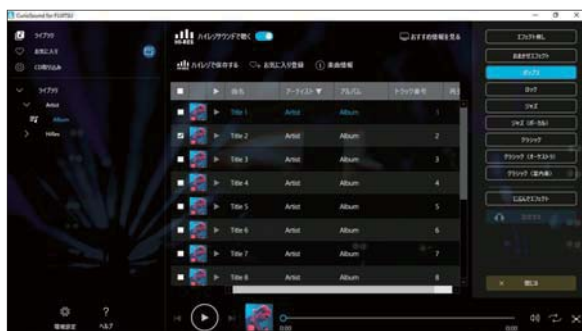 CurioSound for FUJITSU
ライブラリ
お気に入り
CD取り込み
ライブラリ
Artist
Album
HiRes
環境設定
ヘルプ
HI-RES
ハイレゾサウンドで聴く
おすすめ情報を見る
HI-RES
ハイレゾで保存する
お気に入り登録
楽曲情報
曲名 アーティスト▼ アルバム トラック番号
Title 1 Artist Album 1
Title 2 Artist Album 2
Title 3 Artist Album 3
Title 4 Artist Album 4
Title 5 Artist Album 5
Title 6 Artist Album 6
Title 7 Artist Album 7
Title 8 Artist Album 8
エフェクト無し
おまかせエフェクト
ポップス
ロック
ジャズ
ジャズ (ボーカル)
クラシック
クラシック (オーケストラ)
クラシック (室内楽)
じぶんでエフェクト
× 閉じる
0:00
0:00